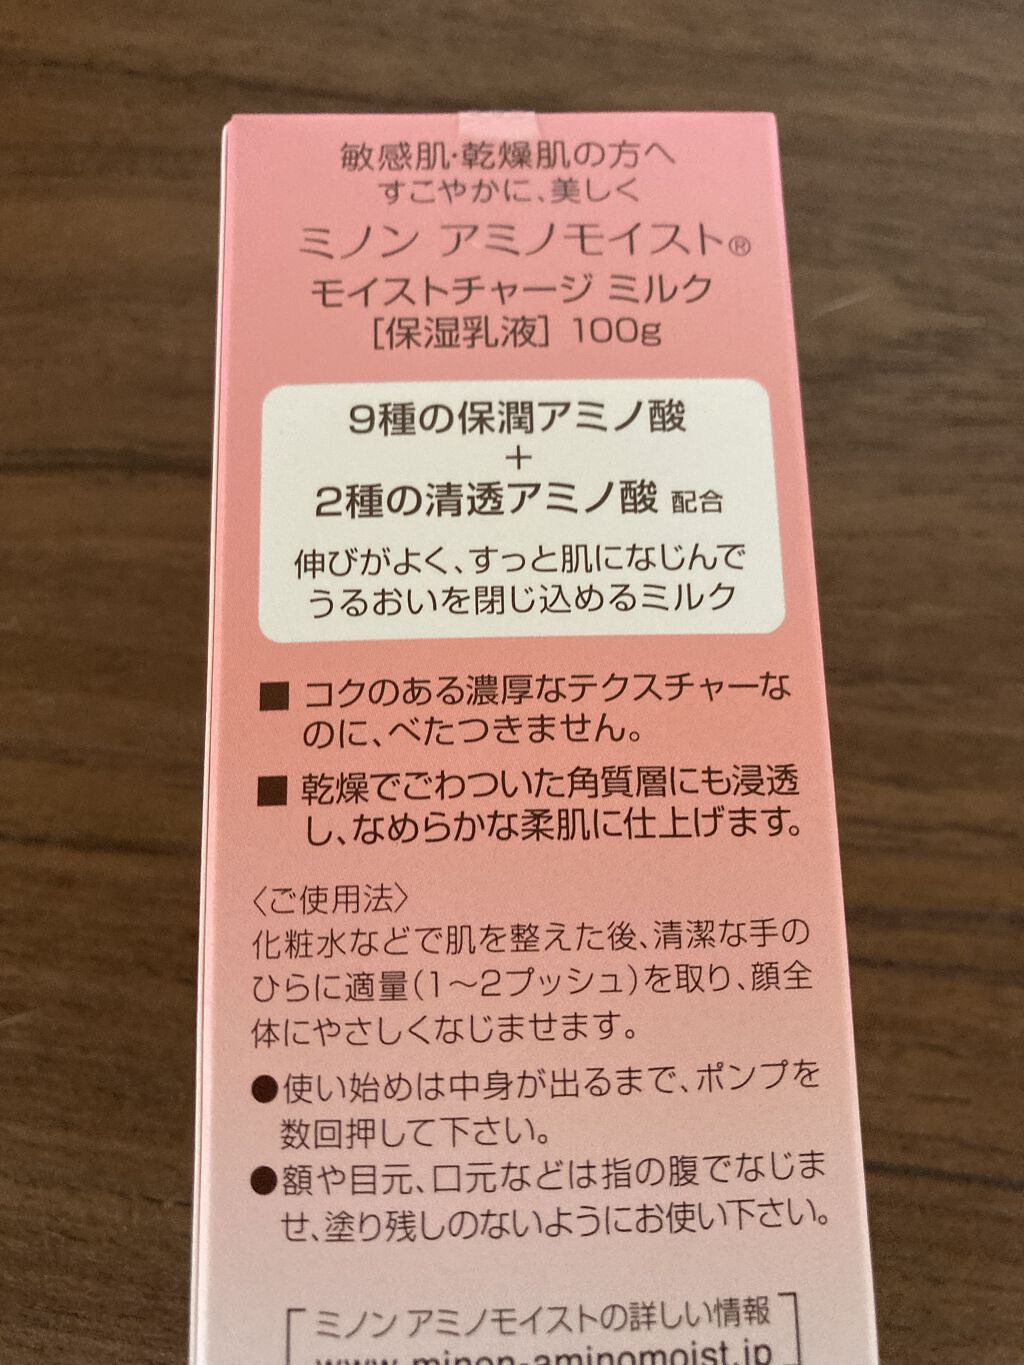 敏感肌・乾燥肌の方へ
すこやかに、美しく
ミノン アミノモイスト®
モイストチャージ ミルク
[保湿乳液] 100g
9種の保潤アミノ酸
+
2種の清透アミノ酸 配合
伸びがよく、すっと肌になじんで
うるおいを閉じ込めるミルク
■ コクのある濃厚なテクスチャーな
のに、べたつきません。
■ 乾燥でごわついた角質層にも浸透
し、なめらかな柔肌に仕上げます。
〈ご使用法〉
化粧水などで肌を整えた後、清潔な手の
ひらに適量(1〜2プッシュ)を取り、顔全
体にやさしくなじませます。
●使い始めは中身が出るまで、ポンプを
数回押して下さい。
●額や目元、口元などは指の腹でなじま
せ、塗り残しのないようにお使い下さい。
ミノン アミノモイストの詳しい情報
www.minon-aminomoist.jp